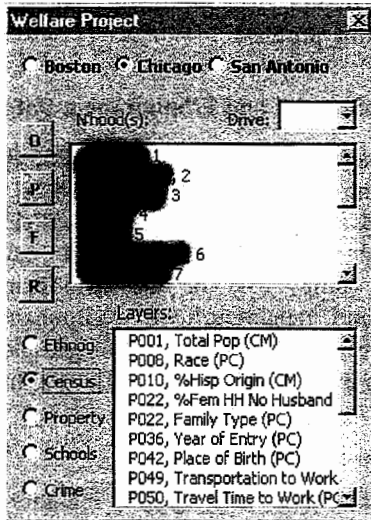 Welfare Project
Boston Chicago San Antonio
N'hood(s): Drive:
1
2
3
4
5
6
7
O
P
T
R
Layers:
Ethnog
Census
Property
Schools
Crime
P001, Total Pop (CM)
P008, Race (PC)
P010, %Hisp Origin (CM)
P022, %Fem HH No Husband
P022, Family Type (PC)
P036, Year of Entry (PC)
P042, Place of Birth (PC)
P049, Transportation to Work
P050, Travel Time to Work (PC